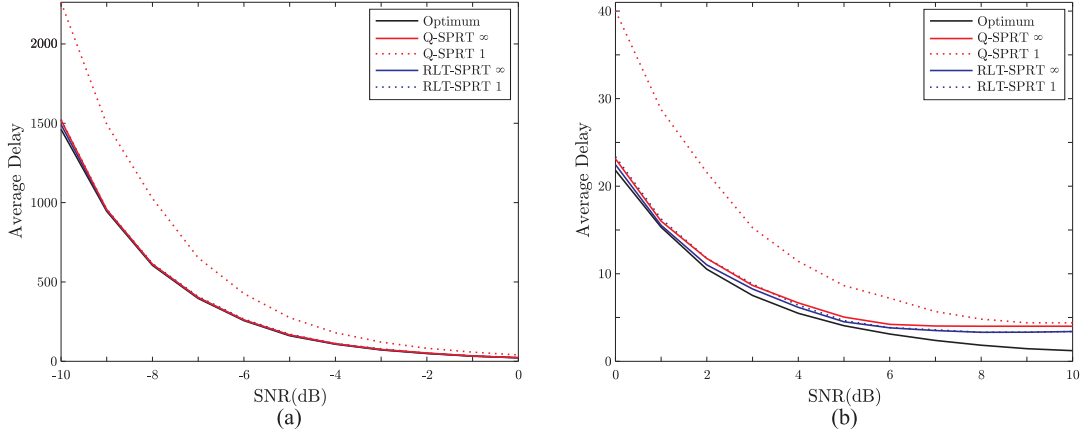 2000
1500
1000
500
0
Average Delay
-10
-8
-6
-4
-2
0
SNR(dB)
(a)
Optimum
Q-SPRT ∞
Q-SPRT 1
RLT-SPRT ∞
RLT-SPRT 1
40
30
20
10
0
Average Delay
0
2
4
6
8
10
SNR(dB)
(b)
Optimum
Q-SPRT ∞
Q-SPRT 1
RLT-SPRT ∞
RLT-SPRT 1